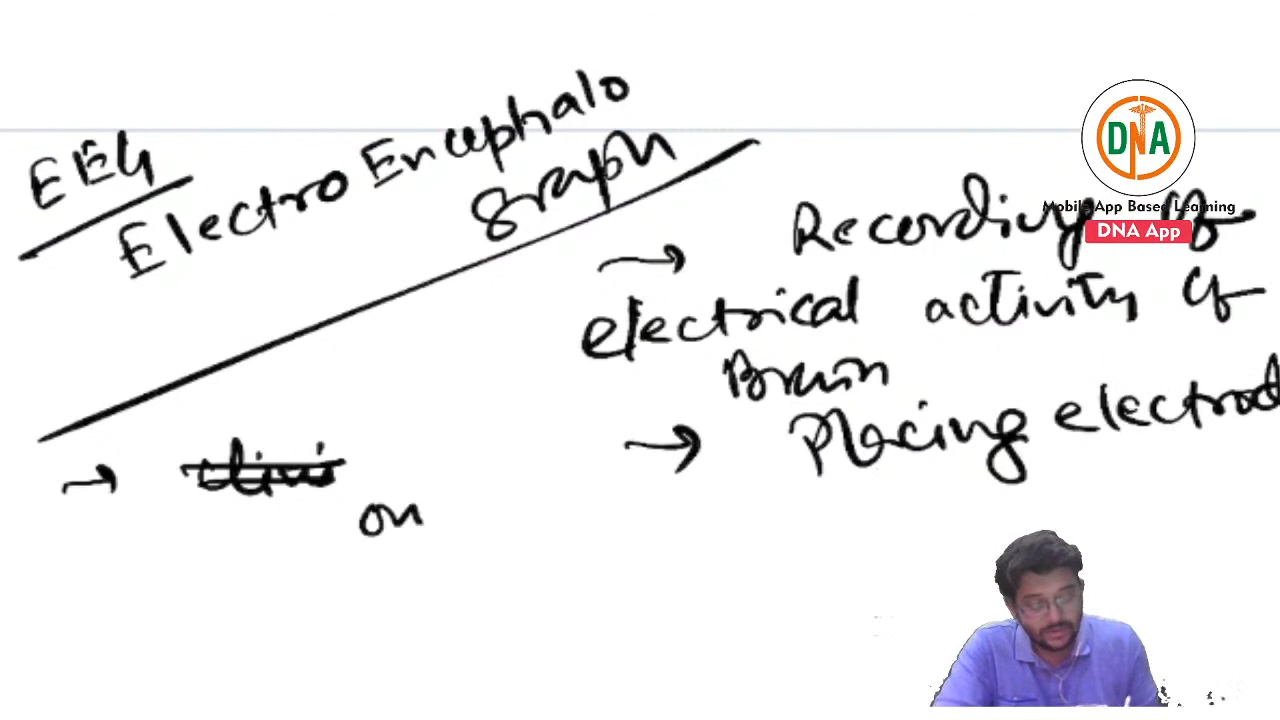 EEG
Electro Encephalo
graph
→ Recording of
electrical activity of
Brain
→ Placing electrod
→
on
DNA
Mobile App Based Learning
DNA App